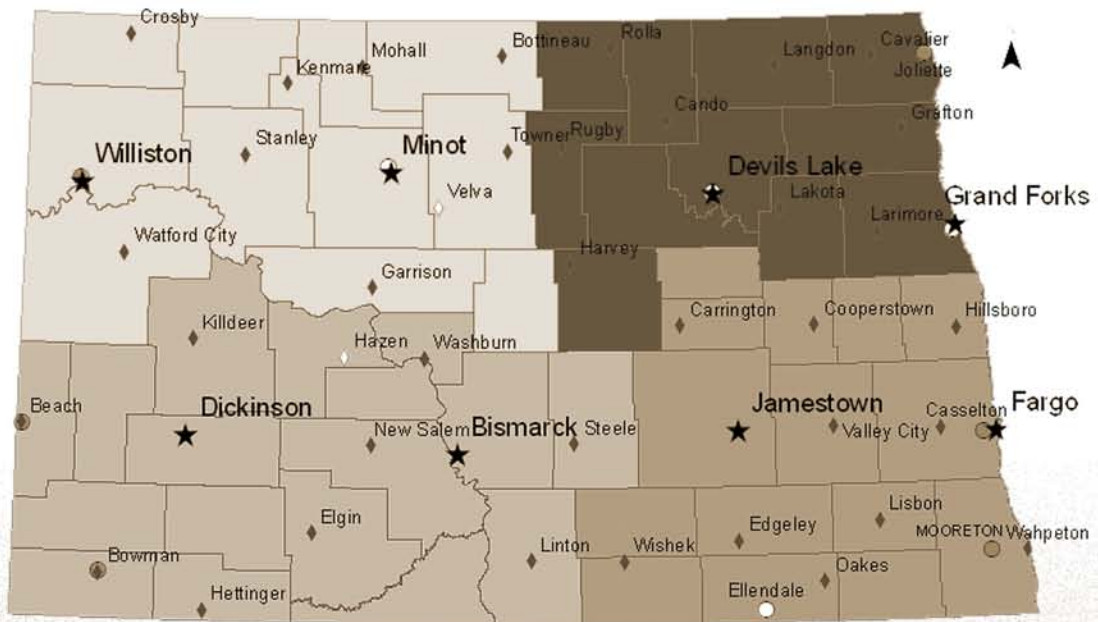 Crosby
Mohall
Bottineau
Rolla
Langdon
Cavalier
Joliette
Kenmare
Cando
Grafton
Stanley
Towner
Rugby
Minot
Williston
Devils Lake
Velva
Lakota
Grand Forks
Larimore
Watford City
Harvey
Garrison
Carrington
Cooperstown
Hillsboro
Killdeer
Hazen
Washburn
Beach
Dickinson
Jamestown
Casselton
Fargo
New Salem
Bismarck
Steele
Valley City
Lisbon
Elgin
Edgeley
MOORETON
Wahpeton
Bowman
Linton
Wishek
Oakes
Hettinger
Ellendale